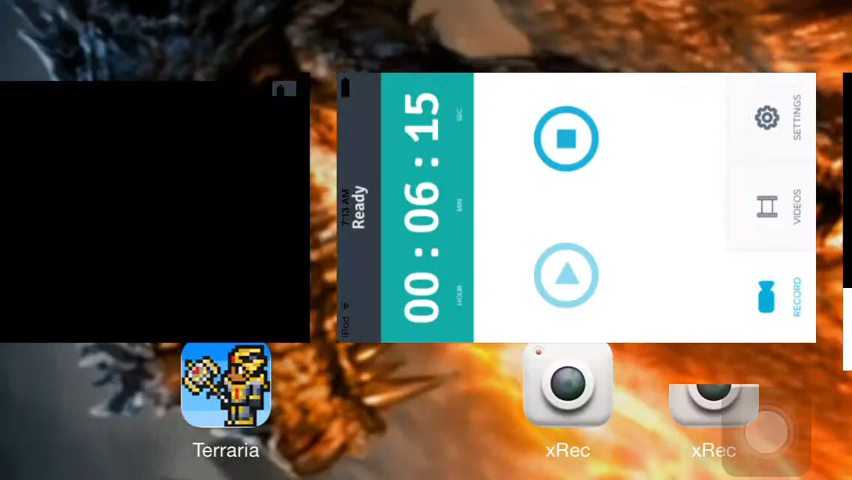 iPod 7:13 AM
Ready
00:06:15
HOUR MIN SEC
RECORD
VIDEOS
SETTINGS
Terraria
xRec
xRec